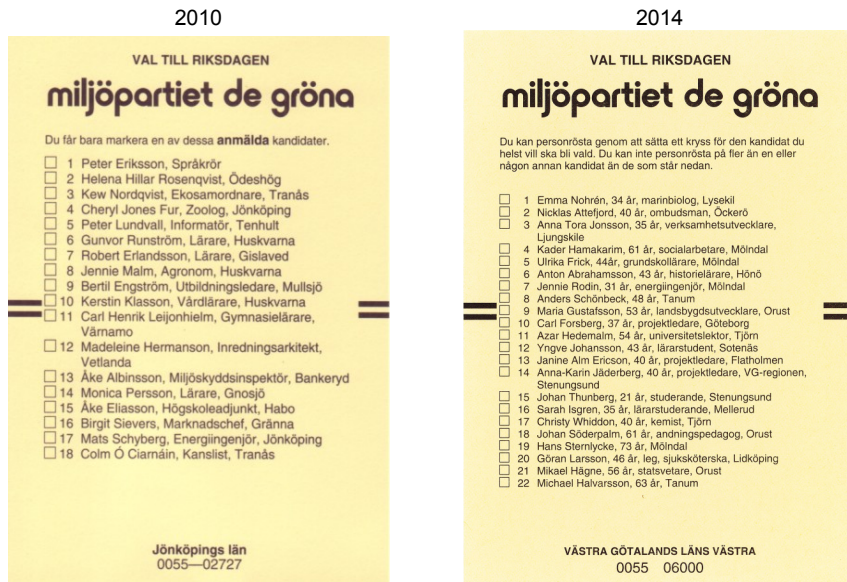 2010
VAL TILL RIKSDAGEN
miljöpartiet de gröna
Du får bara markera en av dessa anmälda kandidater.
1 Peter Eriksson, Språkrör
2 Helena Hillar Rosenqvist, Ödeshög
3 Kew Nordqvist, Ekosamordnare, Tranås
4 Cheryl Jones Fur, Zoolog, Jönköping
5 Peter Lundvall, Informatör, Tenhult
6 Gunvor Runström, Lärare, Huskvarna
7 Robert Erlandsson, Lärare, Gislaved
8 Jennie Malm, Agronom, Huskvarna
9 Bertil Engström, Utbildningsledare, Mullsjö
10 Kerstin Klasson, Vårdlärare, Huskvarna
11 Carl Henrik Leijonhielm, Gymnasielärare,
Värnamo
12 Madeleine Hermanson, Inredningsarkitekt,
Vetlanda
13 Åke Albinsson, Miljöskyddsinspektör, Bankeryd
14 Monica Persson, Lärare, Gnosjö
15 Åke Eliasson, Högskoleadjunkt, Habo
16 Birgit Sievers, Marknadschef, Gränna
17 Mats Schyberg, Energiingenjör, Jönköping
18 Colm Ó Ciarnáin, Kanslist, Tranås
Jönköpings län
0055—02727
2014
VAL TILL RIKSDAGEN
miljöpartiet de gröna
Du kan personrösta genom att sätta ett kryss för den kandidat du
helst vill ska bli vald. Du kan inte personrösta på fler än en eller
någon annan kandidat än de som står nedan.
1 Emma Nohrén, 34 år, marinbiolog, Lysekil
2 Nicklas Attefjord, 40 år, ombudsman, Öckerö
3 Anna Tora Jonsson, 35 år, verksamhetsutvecklare,
Ljungskile
4 Kader Hamakarim, 61 år, socialarbetare, Mölndal
5 Ulrika Frick, 44år, grundskollärare, Mölndal
6 Anton Abrahamsson, 43 år, historielärare, Hönö
7 Jennie Rodin, 31 år, energiingenjör, Mölndal
8 Anders Schönbeck, 48 år, Tanum
9 Maria Gustafsson, 53 år, landsbygdsutvecklare, Orust
10 Carl Forsberg, 37 år, projektledare, Göteborg
11 Azar Hedemalm, 54 år, universitetslektor, Tjörn
12 Yngve Johansson, 43 år, lärarstudent, Sotenäs
13 Janine Alm Ericson, 40 år, projektledare, Flatholmen
14 Anna-Karin Jäderberg, 40 år, projektledare, VG-regionen,
Stenungsund
15 Johan Thunberg, 21 år, studerande, Stenungsund
16 Sarah Isgren, 35 år, lärarstuderande, Mellerud
17 Christy Whiddon, 40 år, kemist, Tjörn
18 Johan Söderpalm, 61 år, andningspedagog, Orust
19 Hans Sternlycke, 73 år, Mölndal
20 Göran Larsson, 46 år, leg, sjuksköterska, Lidköping
21 Mikael Hägne, 56 år, statsvetare, Orust
22 Michael Halvarsson, 63 år, Tanum
VÄSTRA GÖTALANDS LÄNS VÄSTRA
0055 06000